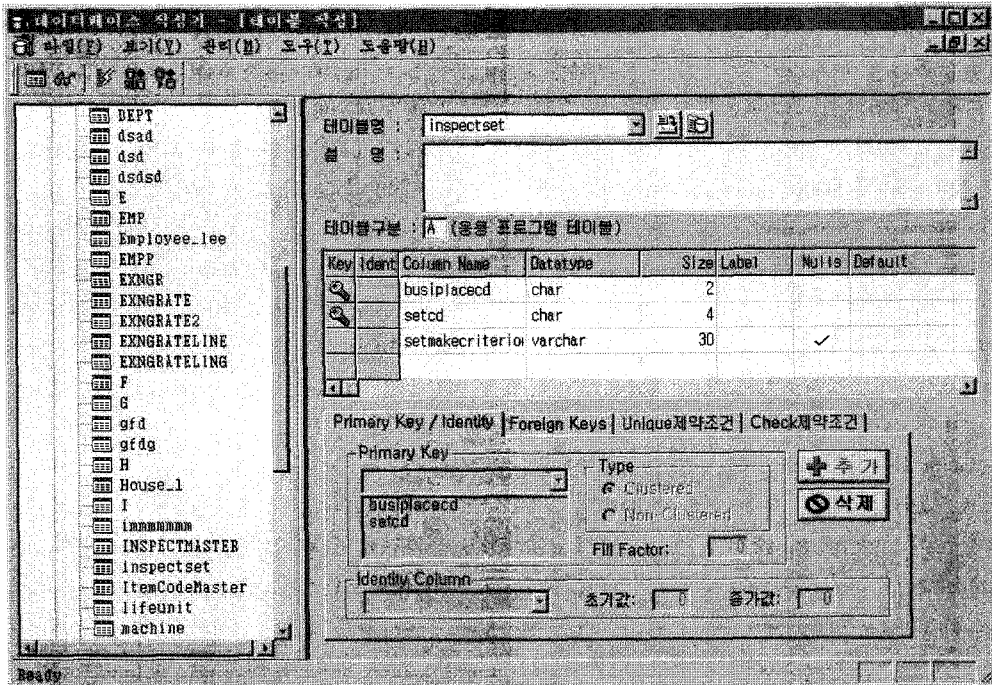 데이터베이스 작성기 - [테이블 작성]
파일(F) 보기(V) 관리(M) 도구(T) 도움말(H)
DEPT
dsad
dsd
dsdsd
E
EMP
Employee_lee
EMPP
EXNGR
EXNGRATE
EXNGRATE2
EXNGRATELINE
EXNGRATELING
F
G
gfd
gfdg
H
House_1
I
immmmmmm
INSPECTMASTER
inspectset
ItemCodeMaster
lifeunit
machine
테이블명 : inspectset
설 명 :
테이블구분 : A (응용 프로그램 테이블)
Key Ident Column Name Datatype Size Label Nulls Default
busiplacecd char 2
setcd char 4
setmakecriterio varchar 30
Primary Key / Identity Foreign Keys Unique제약조건 Check제약조건
Primary Key
busiplacecd
setcd
Type
Clustered
Non-Clustered
Fill Factor: 0
추 가
삭 제
Identity Column
초기값: 0 증가값: 0
Ready